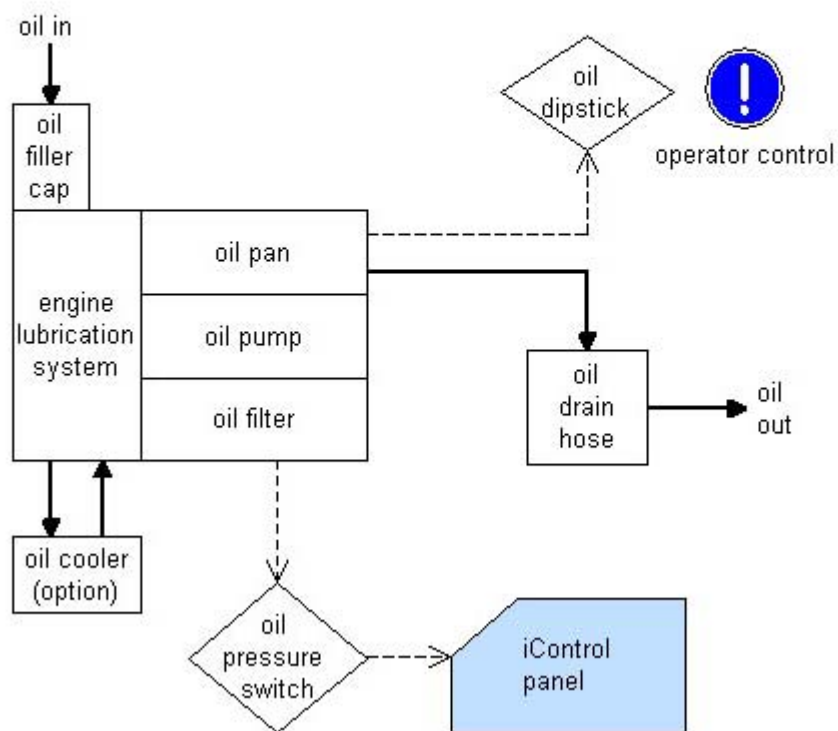 oil in
oil
filler
cap
oil
dipstick
operator control
engine
lubrication
system
oil pan
oil pump
oil filter
oil
drain
hose
oil
out
oil cooler
(option)
oil
pressure
switch
iControl
panel